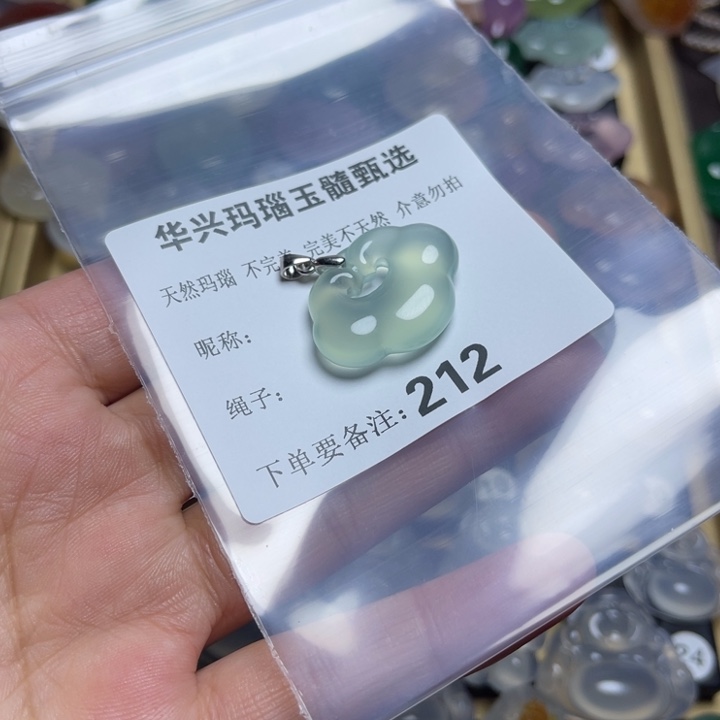 华兴玛瑙玉髓甄选
天然玛瑙 不完美 完美不天然 介意勿拍
昵称：
绳子：
下单要备注：212